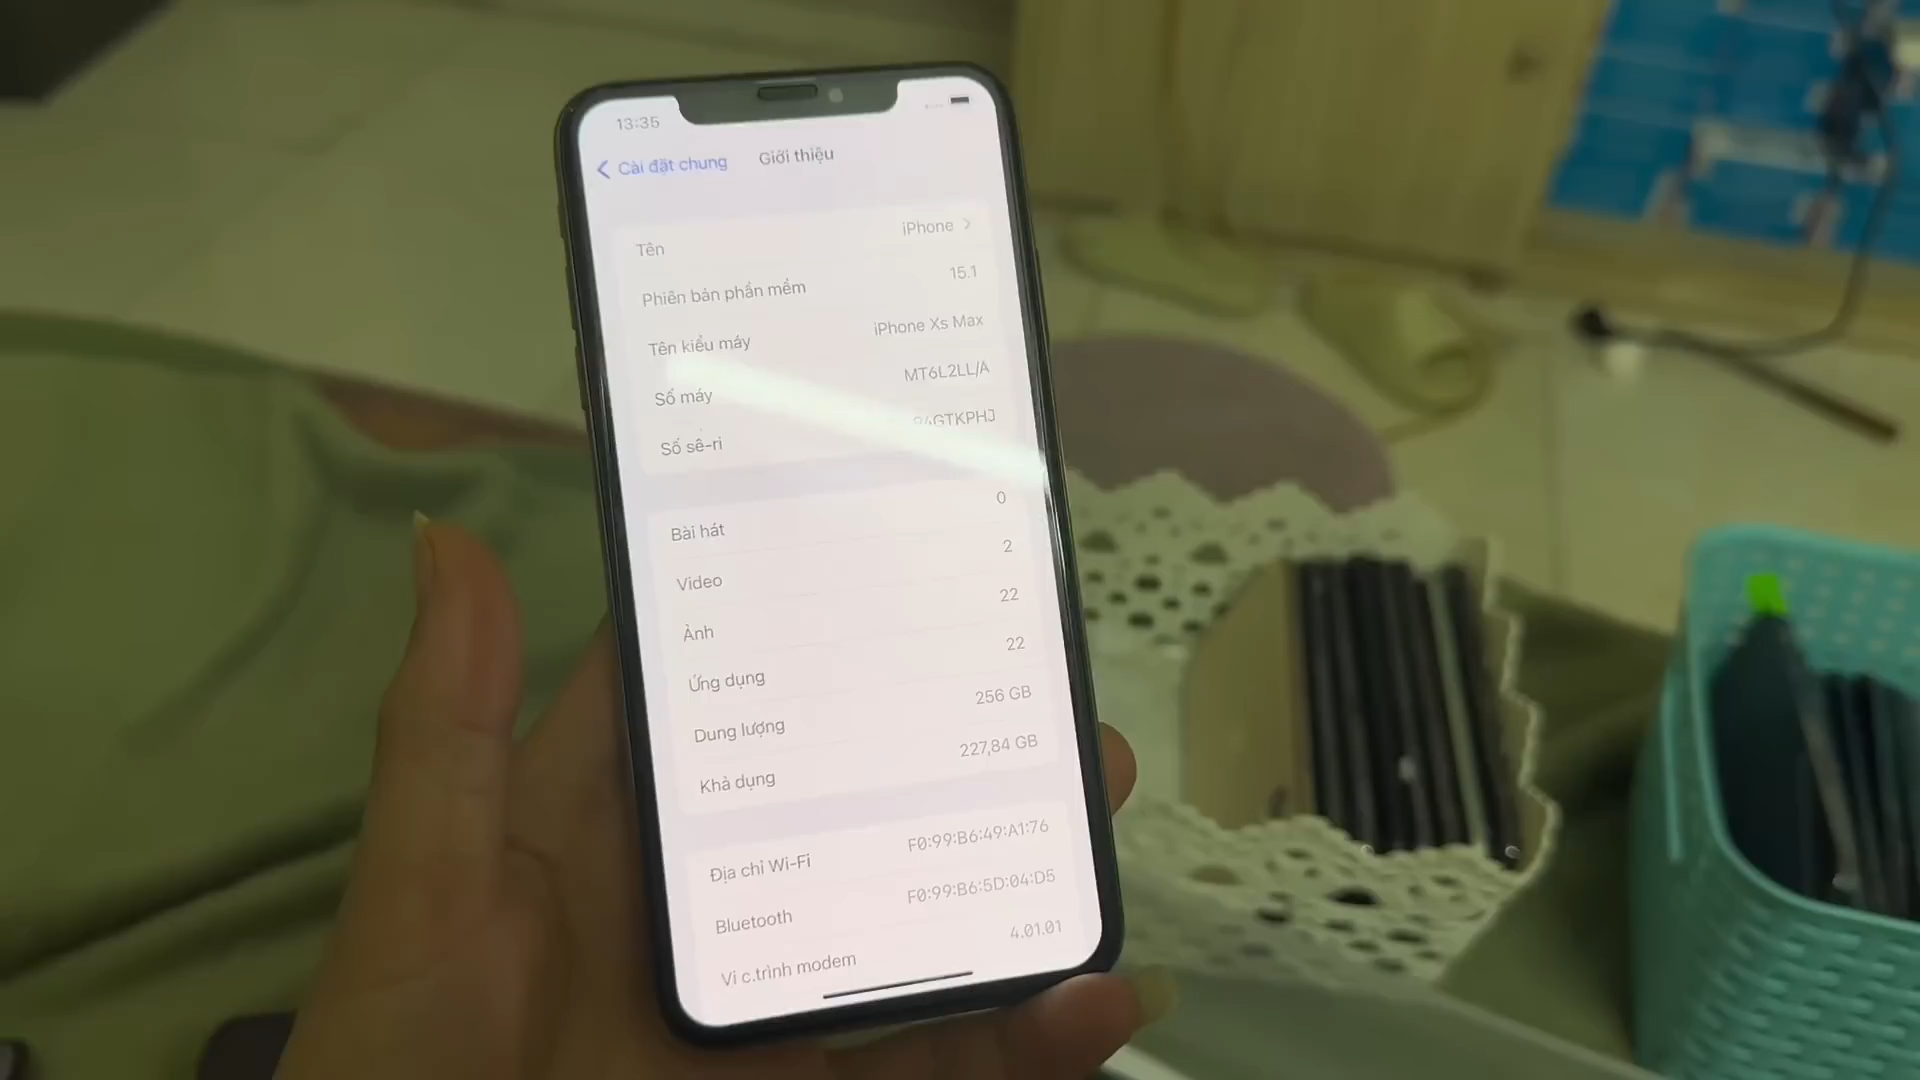 13:35
Cài đặt chung
Giới thiệu
Tên iPhone
Phiên bản phần mềm 15.1
Tên kiểu máy iPhone Xs Max
Số máy MT6L2LL/A
Số sê-ri GTKPHJ
Bài hát 0
Video 2
Ảnh 22
Ứng dụng 22
Dung lượng 256 GB
Khả dụng 227,84 GB
Địa chỉ Wi-Fi F0:99:B6:49:A1:76
Bluetooth F0:99:B6:5D:04:D5
Vi c.trình modem 4.01.01